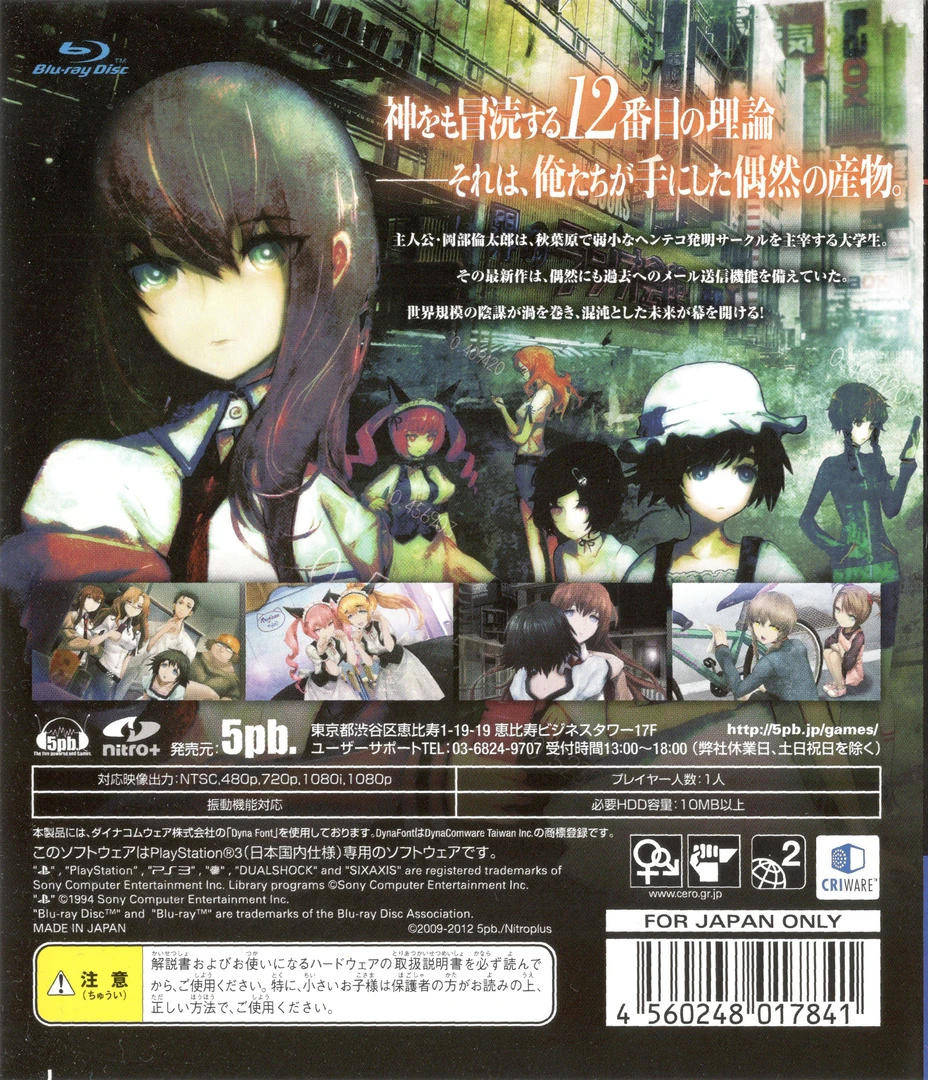 Blu-ray Disc™
神をも冒涜する12番目の理論
――それは、俺たちが手にした偶然の産物。
主人公・岡部倫太郎は、秋葉原で弱小なヘンテコ発明サークルを主宰する大学生。
その最新作は、偶然にも過去へのメール送信機能を備えていた。
世界規模の陰謀が渦を巻き、混沌とした未来が幕を開ける!
5pb.
The live powered and Games.
nitro+
発売元:5pb.
東京都渋谷区恵比寿1-19-19 恵比寿ビジネスタワー17F
http://5pb.jp/games/
ユーザーサポートTEL:03-6824-9707 受付時間13:00〜18:00 (弊社休業日、土日祝日を除く)
対応映像出力:NTSC,480p,720p,1080i,1080p
プレイヤー人数:1人
振動機能対応
必要HDD容量:10MB以上
本製品には、ダイナコムウェア株式会社の「Dyna Font」を使用しております。DynaFontはDynaComware Taiwan Inc.の商標登録です。
このソフトウェアはPlayStation®3(日本国内仕様)専用のソフトウェアです。
" ", "PlayStation", "PS3", " ", "DUALSHOCK" and "SIXAXIS" are registered trademarks of
Sony Computer Entertainment Inc. Library programs ©Sony Computer Entertainment Inc.
" " ©1994 Sony Computer Entertainment Inc.
"Blu-ray Disc™" and "Blu-ray™" are trademarks of the Blu-ray Disc Association.
MADE IN JAPAN
©2009-2012 5pb./Nitroplus
www.cero.gr.jp
2
CRIWARE™
FOR JAPAN ONLY
注意
(ちゅうい)
解説書およびお使いになるハードウェアの取扱説明書を必ず読んで
から、ご使用ください。特に、小さいお子様は保護者の方がお読みの上、
正しい方法で、ご使用ください。
4 560248 017841